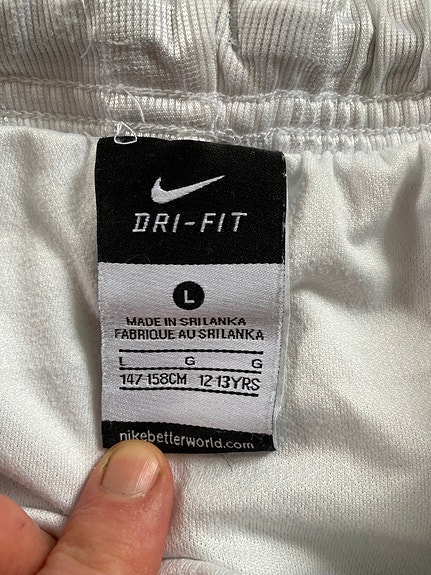 DRI-FIT
L
MADE IN SRI LANKA
FABRIQUE AU SRI LANKA
L G G
147-158CM 12-13YRS
nikebetterworld.com